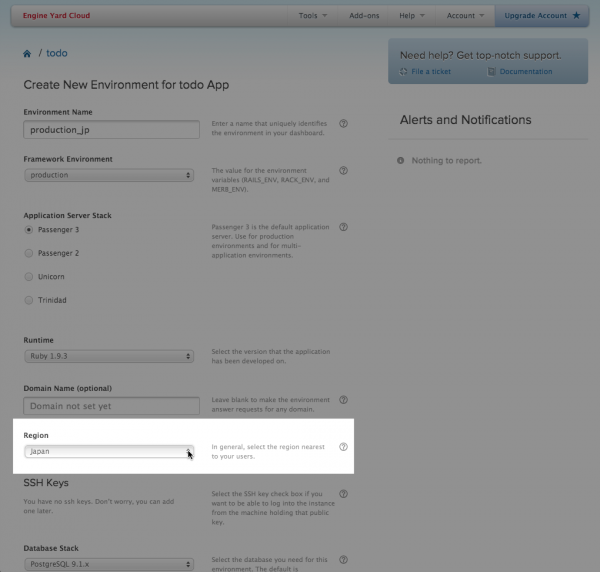 Engine Yard Cloud
Tools
Add-ons
Help
Account
Upgrade Account
/ todo
Need help? Get top-notch support.
File a ticket
Documentation
Create New Environment for todo App
Environment Name
production_jp
Enter a name that uniquely identifies
the environment in your dashboard.
Alerts and Notifications
Nothing to report.
Framework Environment
production
The value for the environment
variables (RAILS_ENV, RACK_ENV, and
MERB_ENV).
Application Server Stack
Passenger 3
Passenger 2
Unicorn
Trinidad
Passenger 3 is the default application
server. Use for production
environments and for multi-
application environments.
Runtime
Ruby 1.9.3
Select the version that the application
has been developed on.
Domain Name (optional)
Domain not set yet
Leave blank to make the environment
answer requests for any domain.
Region
Japan
In general, select the region nearest
to your users.
SSH Keys
You have no ssh keys. Don't worry, you can add
one later.
Select the SSH key check box if you
want to be able to log into the instance
from the machine holding that public
key.
Database Stack
PostgreSQL 9.1.x
Select the database you need for this
environment. The default is